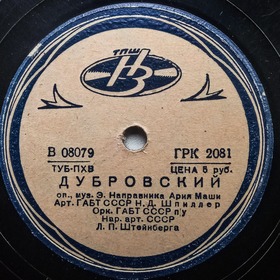 ТПШ
НЗ
В 08079 ГРК 2081
ТУБ-ПХВ ЦЕНА 5 руб.
ДУБРОВСКИЙ
оп., муз. Э. Направника Ария Маши
Арт. ГАБТ СССР Н. Д. Шпиллер
Орк. ГАБТ СССР п/у
Нар. арт. СССР
Л. П. Штейнберга